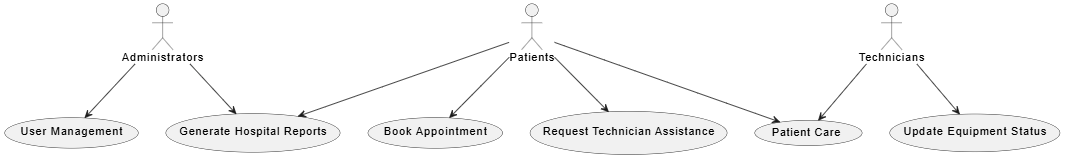 Administrators
Patients
Technicians
User Management
Generate Hospital Reports
Book Appointment
Request Technician Assistance
Patient Care
Update Equipment Status